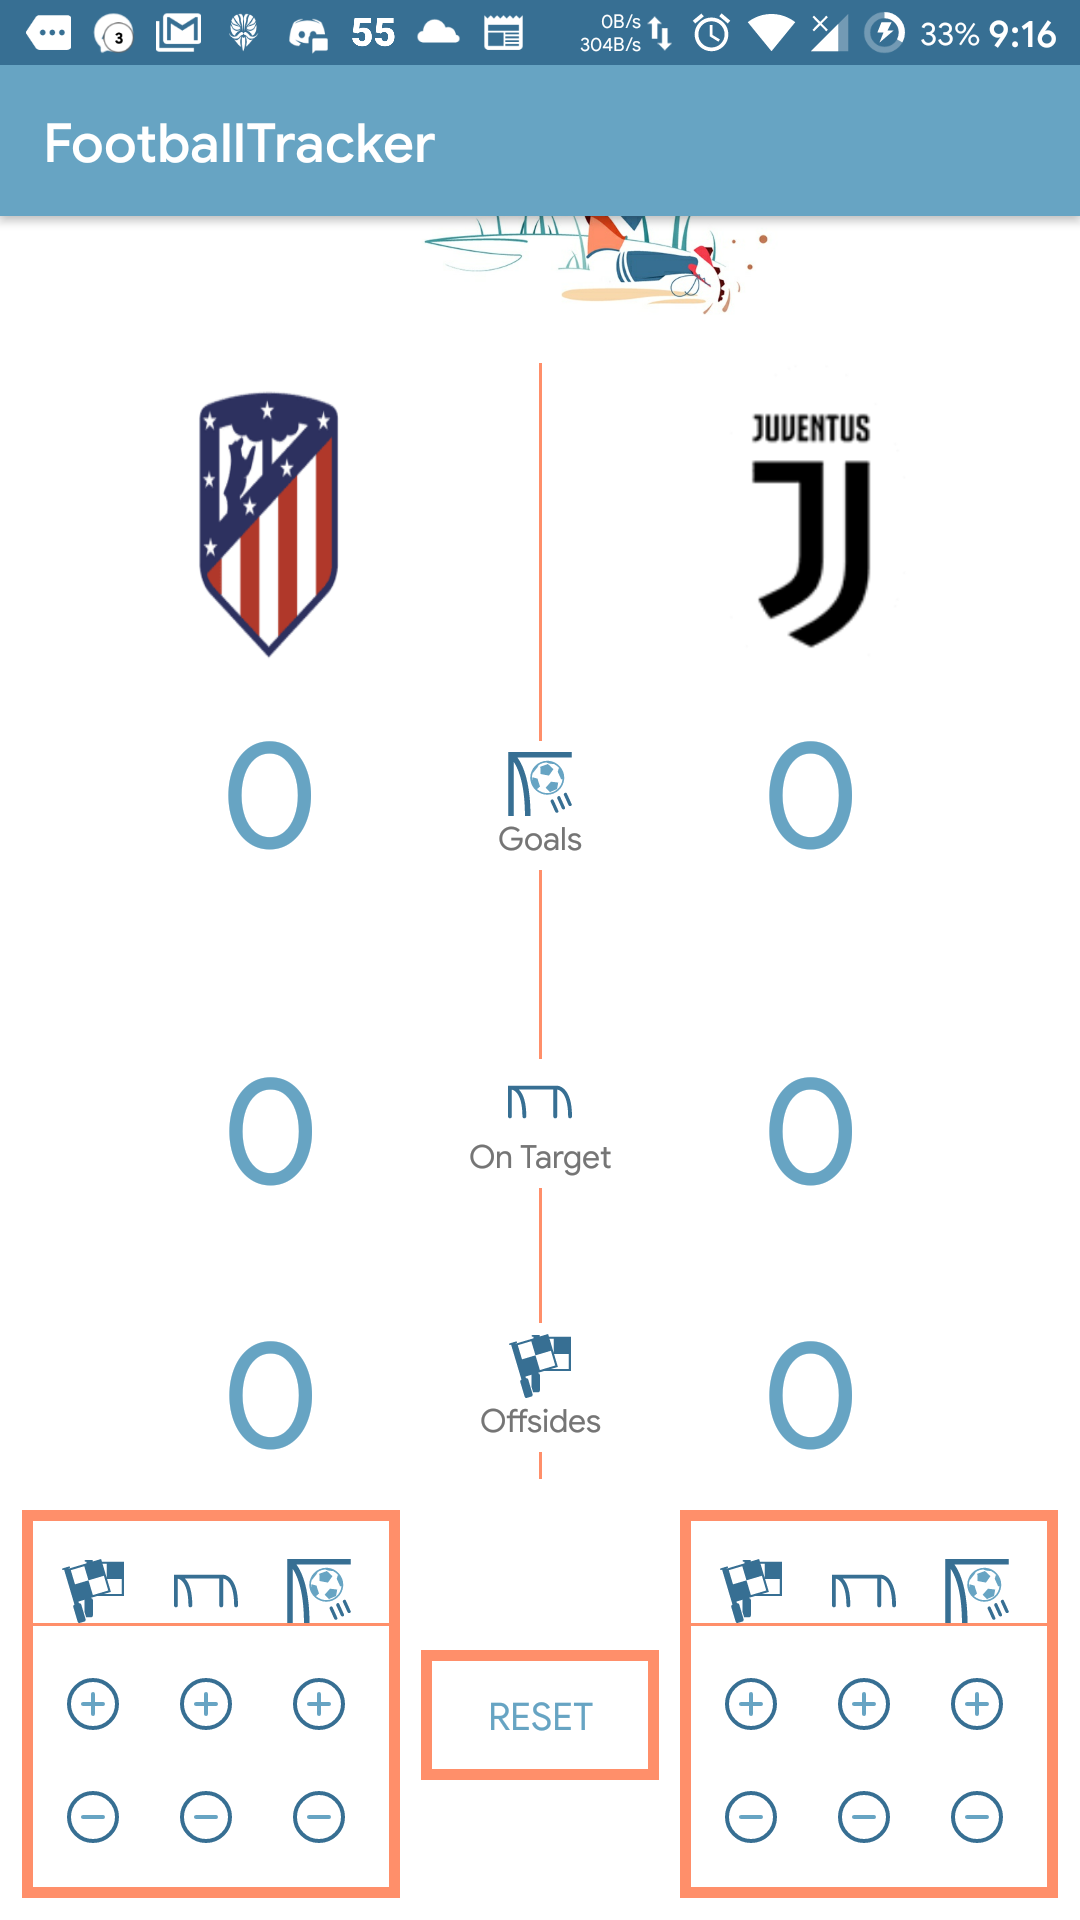 3
55
0B/s
304B/s
33% 9:16
FootballTracker
JUVENTUS
0
Goals
0
0
On Target
0
0
Offsides
0
RESET